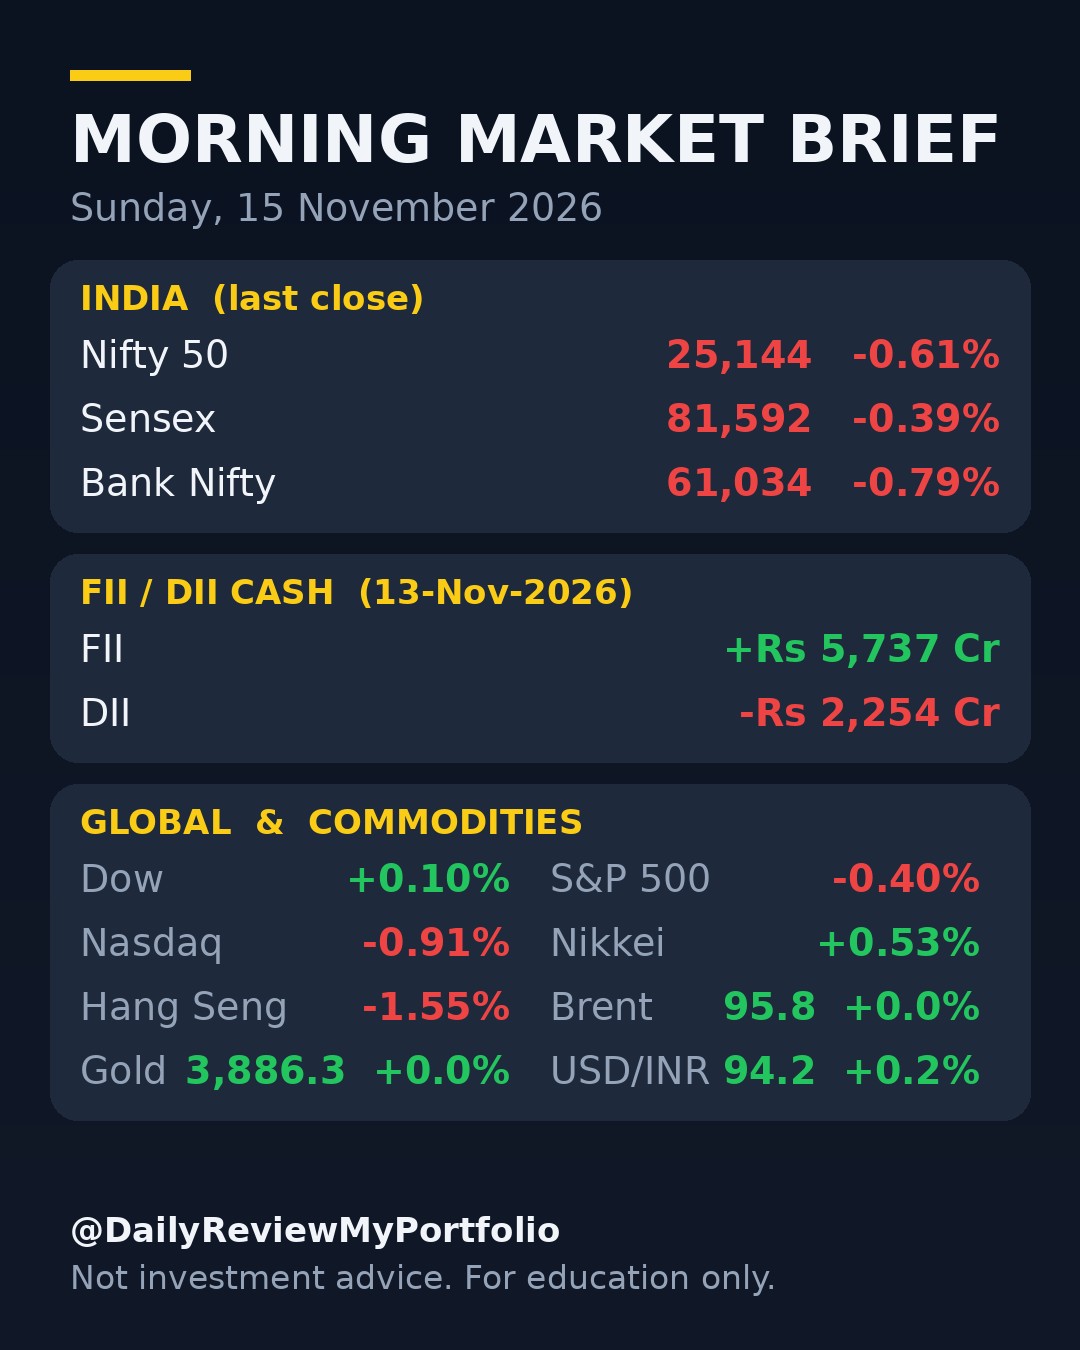 MORNING MARKET BRIEF
Sunday, 15 November 2026
INDIA (last close)
Nifty 50 25,144 -0.61%
Sensex 81,592 -0.39%
Bank Nifty 61,034 -0.79%
FII / DII CASH (13-Nov-2026)
FII +Rs 5,737 Cr
DII -Rs 2,254 Cr
GLOBAL & COMMODITIES
Dow +0.10% S&P 500 -0.40%
Nasdaq -0.91% Nikkei +0.53%
Hang Seng -1.55% Brent 95.8 +0.0%
Gold 3,886.3 +0.0% USD/INR 94.2 +0.2%
@DailyReviewMyPortfolio
Not investment advice. For education only.